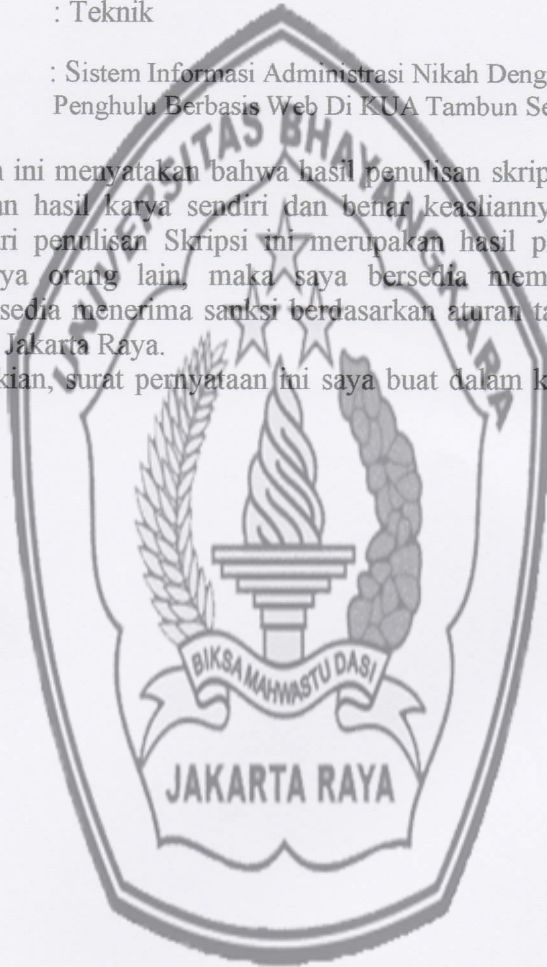 : Teknik
: Sistem Informasi Administrasi Nikah Deng
Penghulu Berbasis Web Di KUA Tambun Se
n ini menyatakan bahwa hasil penulisan skrip
an hasil karya sendiri dan benar keasliannY
ri penulisan Skripsi ini merupakan hasil p
ya orang lain, maka saya bersedia mem
rsedia menerima sanksi berdasarkan aturan ta
Jakarta Raya.
kian, surat pernyataan ini saya buat dalam k
UNIVERSITAS BHAYANGKARA
BIKSA MAHWASTU DASI
JAKARTA RAYA